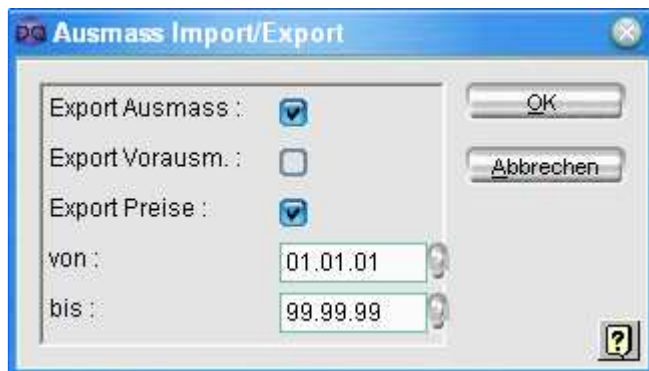 DQ Ausmass Import/Export
Export Ausmass :
OK
Export Vorausm. :
Abbrechen
Export Preise :
von :
01.01.01
bis :
99.99.99
?